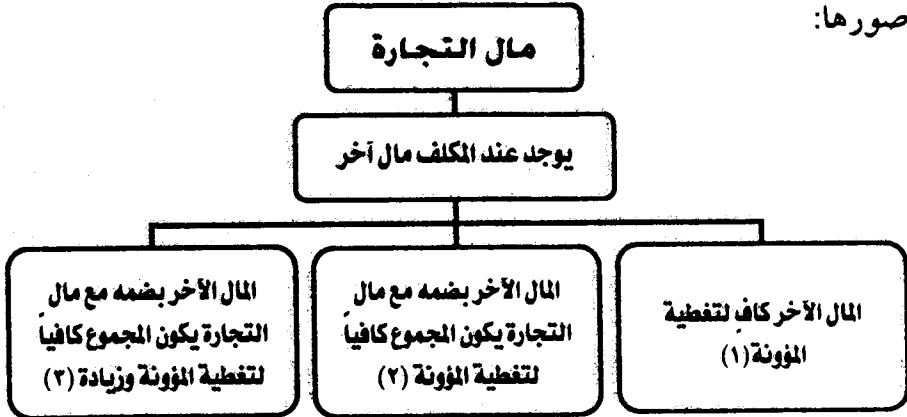 صورها:
مال التجارة
يوجد عند المكلف مال آخر
المال الآخر كافٍ لتغطية
المؤونة (١)
المال الآخر بضمه مع مال
التجارة يكون المجموع كافياً
لتغطية المؤونة (٢)
المال الآخر بضمه مع مال
التجارة يكون المجموع كافياً
لتغطية المؤونة وزيادة (٣)